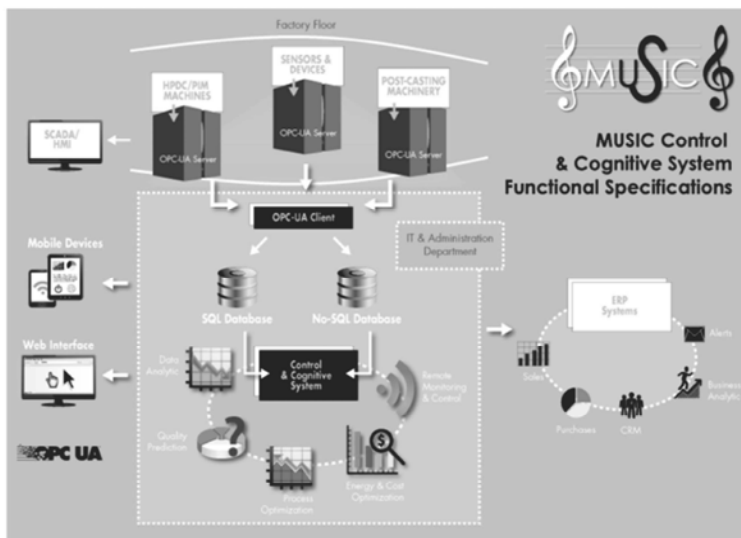 Factory Floor
SENSORS
& DEVICES
HPDC/PIM
MACHINES
POST-CASTING
MACHINERY
OPC-UA Server
OPC-UA Server
OPC-UA Server
SCADA/
HMI
MUSIC
MUSIC Control
& Cognitive System
Functional Specifications
OPC-UA Client
IT & Administration
Department
Mobile Devices
SQL Database
No-SQL Database
Web Interface
Data
Analytic
Control
& Cognitive
System
Remote
Monitoring
& Control
Quality
Prediction
Process
Optimization
Energy & Cost
Optimization
ERP
Systems
Alerts
Sales
Business
Analytic
Purchases
CRM
OPC UA